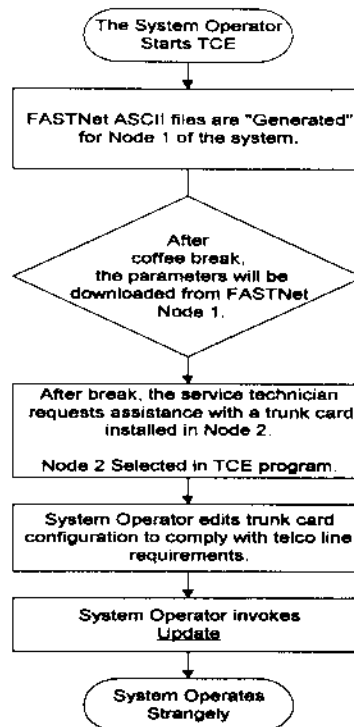 The System Operator
Starts TCE
FASTNet ASCII files are "Generated"
for Node 1 of the system.
After
coffee break,
the parameters will be
downloaded from FASTNet
Node 1.
After break, the service technician
requests assistance with a trunk card
installed in Node 2.
Node 2 Selected in TCE program.
System Operator edits trunk card
configuration to comply with telco line
requirements.
System Operator invokes
Update
System Operates
Strangely